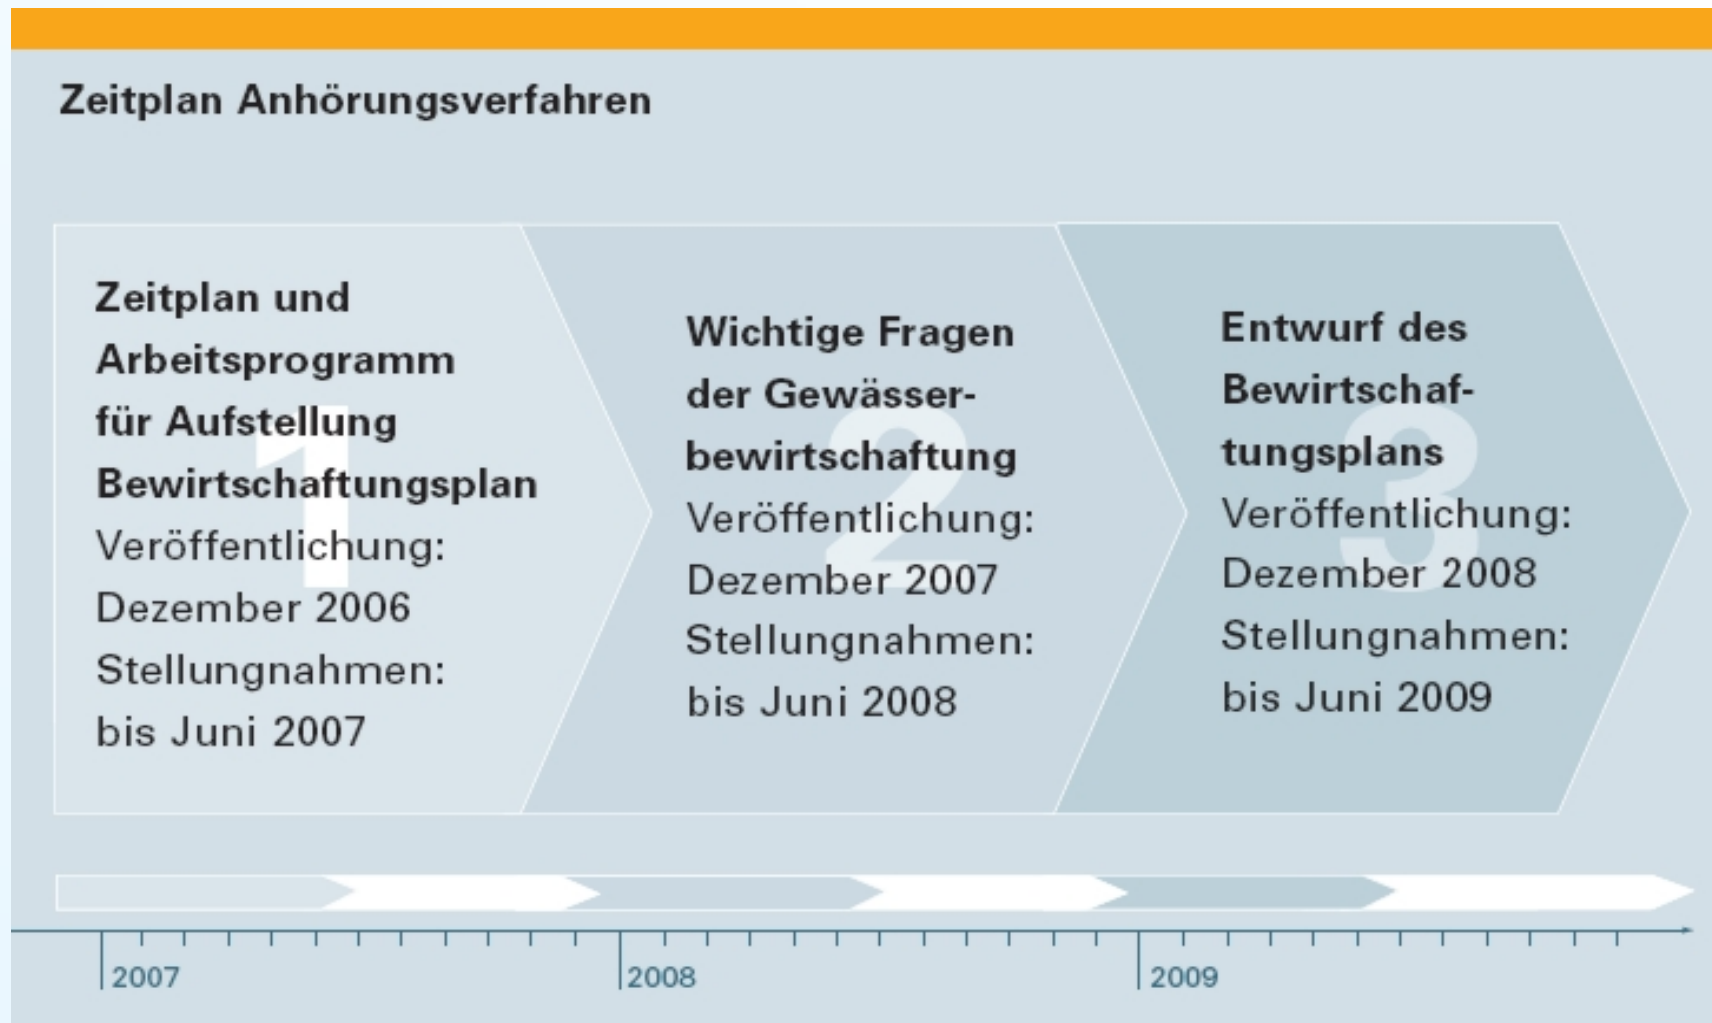 Zeitplan Anhörungsverfahren
Zeitplan und
Arbeitsprogramm
für Aufstellung
Bewirtschaftungsplan
Veröffentlichung:
Dezember 2006
Stellungnahmen:
bis Juni 2007
1
Wichtige Fragen
der Gewässer-
bewirtschaftung
Veröffentlichung:
Dezember 2007
Stellungnahmen:
bis Juni 2008
2
Entwurf des
Bewirtschaf-
tungsplans
Veröffentlichung:
Dezember 2008
Stellungnahmen:
bis Juni 2009
3
2007 2008 2009